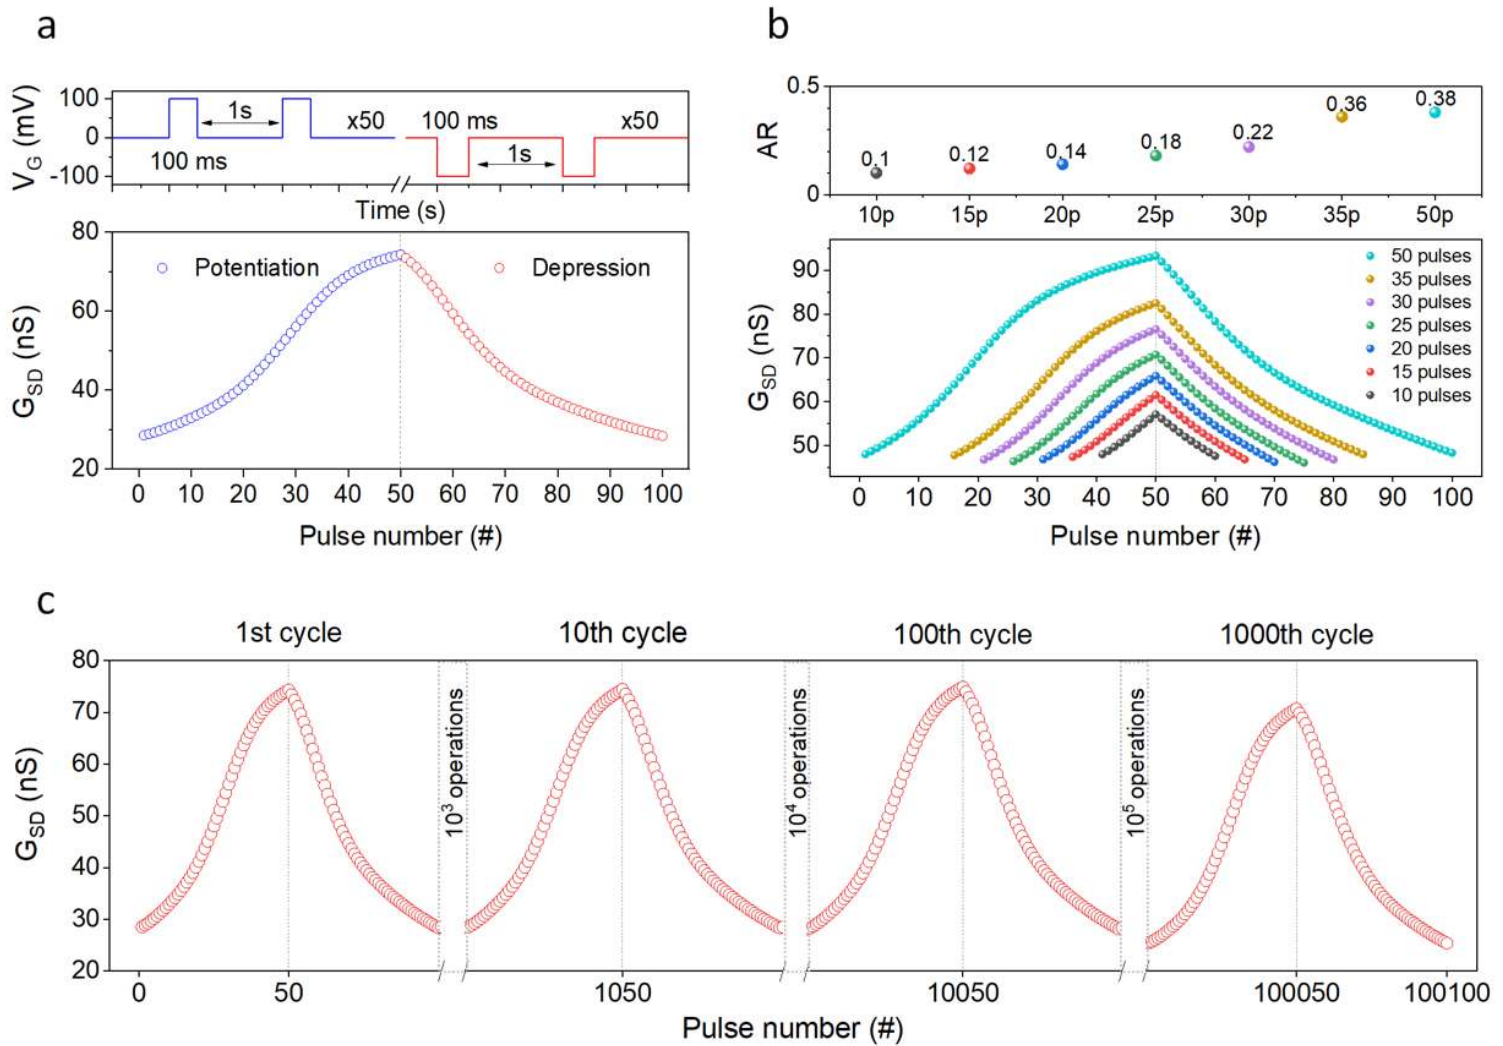 a
V_G (mV)
100
0
-100
1s
x50
100 ms
100 ms
1s
x50
Time (s)
G_SD (nS)
80
60
40
20
Potentiation
Depression
0 10 20 30 40 50 60 70 80 90 100
Pulse number (#)
b
AR
0.5
0
0.1
0.12
0.14
0.18
0.22
0.36
0.38
10p 15p 20p 25p 30p 35p 50p
G_SD (nS)
90
80
70
60
50
50 pulses
35 pulses
30 pulses
25 pulses
20 pulses
15 pulses
10 pulses
0 10 20 30 40 50 60 70 80 90 100
Pulse number (#)
c
1st cycle
10th cycle
100th cycle
1000th cycle
G_SD (nS)
80
70
60
50
40
30
20
10³ operations
10⁴ operations
10⁵ operations
0 50 1050 10050 100050 100100
Pulse number (#)